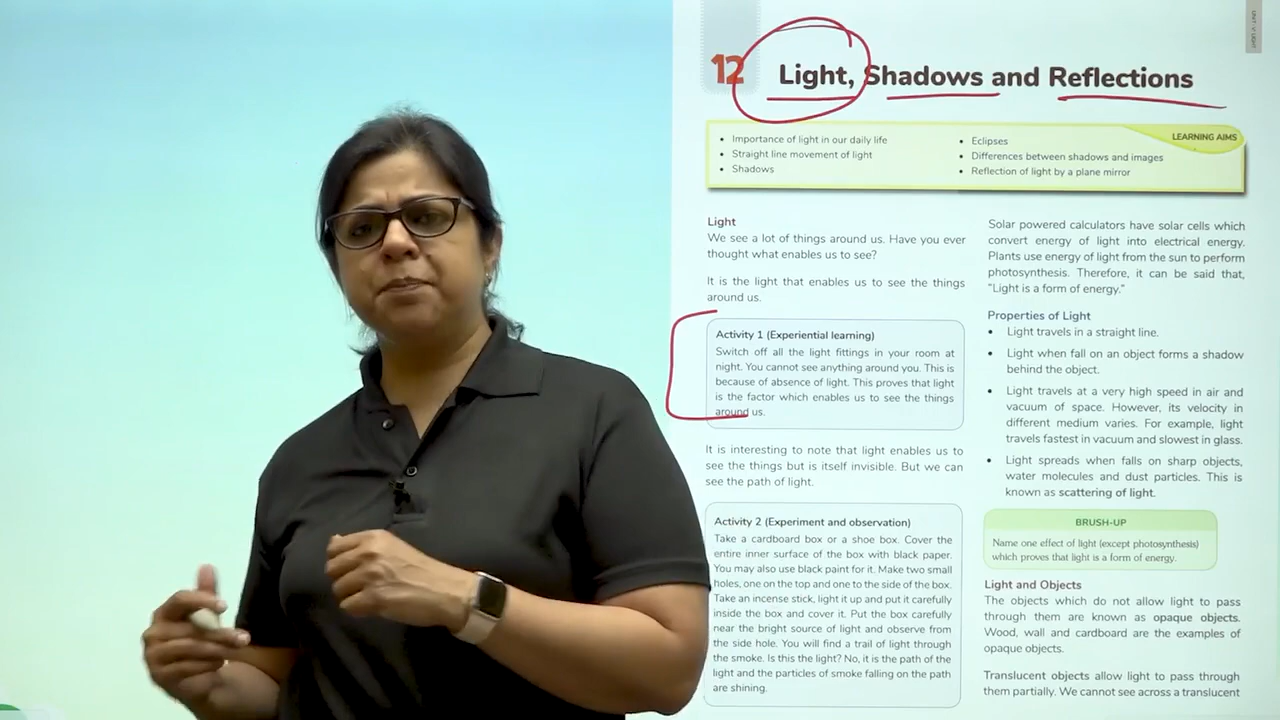 UNIT - V: LIGHT
12
Light, Shadows and Reflections
LEARNING AIMS
• Importance of light in our daily life
• Straight line movement of light
• Shadows
• Eclipses
• Differences between shadows and images
• Reflection of light by a plane mirror
Light
We see a lot of things around us. Have you ever
thought what enables us to see?
It is the light that enables us to see the things
around us.
Activity 1 (Experiential learning)
Switch off all the light fittings in your room at
night. You cannot see anything around you. This is
because of absence of light. This proves that light
is the factor which enables us to see the things
around us.
It is interesting to note that light enables us to
see the things but is itself invisible. But we can
see the path of light.
Activity 2 (Experiment and observation)
Take a cardboard box or a shoe box. Cover the
entire inner surface of the box with black paper.
You may also use black paint for it. Make two small
holes, one on the top and one to the side of the box.
Take an incense stick, light it up and put it carefully
inside the box and cover it. Put the box carefully
near the bright source of light and observe from
the side hole. You will find a trail of light through
the smoke. Is this the light? No, it is the path of the
light and the particles of smoke falling on the path
are shining.
Solar powered calculators have solar cells which
convert energy of light into electrical energy.
Plants use energy of light from the sun to perform
photosynthesis. Therefore, it can be said that,
"Light is a form of energy."
Properties of Light
• Light travels in a straight line.
• Light when fall on an object forms a shadow
behind the object.
• Light travels at a very high speed in air and
vacuum of space. However, its velocity in
different medium varies. For example, light
travels fastest in vacuum and slowest in glass.
• Light spreads when falls on sharp objects,
water molecules and dust particles. This is
known as scattering of light.
BRUSH-UP
Name one effect of light (except photosynthesis)
which proves that light is a form of energy.
Light and Objects
The objects which do not allow light to pass
through them are known as opaque objects.
Wood, wall and cardboard are the examples of
opaque objects.
Translucent objects allow light to pass through
them partially. We cannot see across a translucent